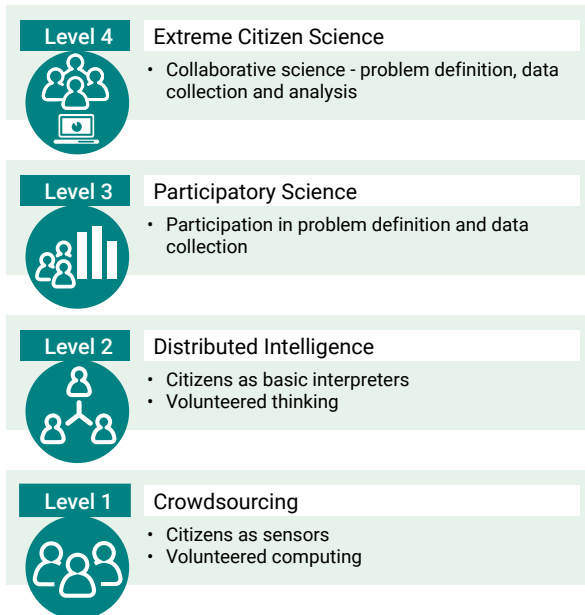 Level 4
Extreme Citizen Science
• Collaborative science - problem definition, data
collection and analysis
Level 3
Participatory Science
• Participation in problem definition and data
collection
Level 2
Distributed Intelligence
• Citizens as basic interpreters
• Volunteered thinking
Level 1
Crowdsourcing
• Citizens as sensors
• Volunteered computing